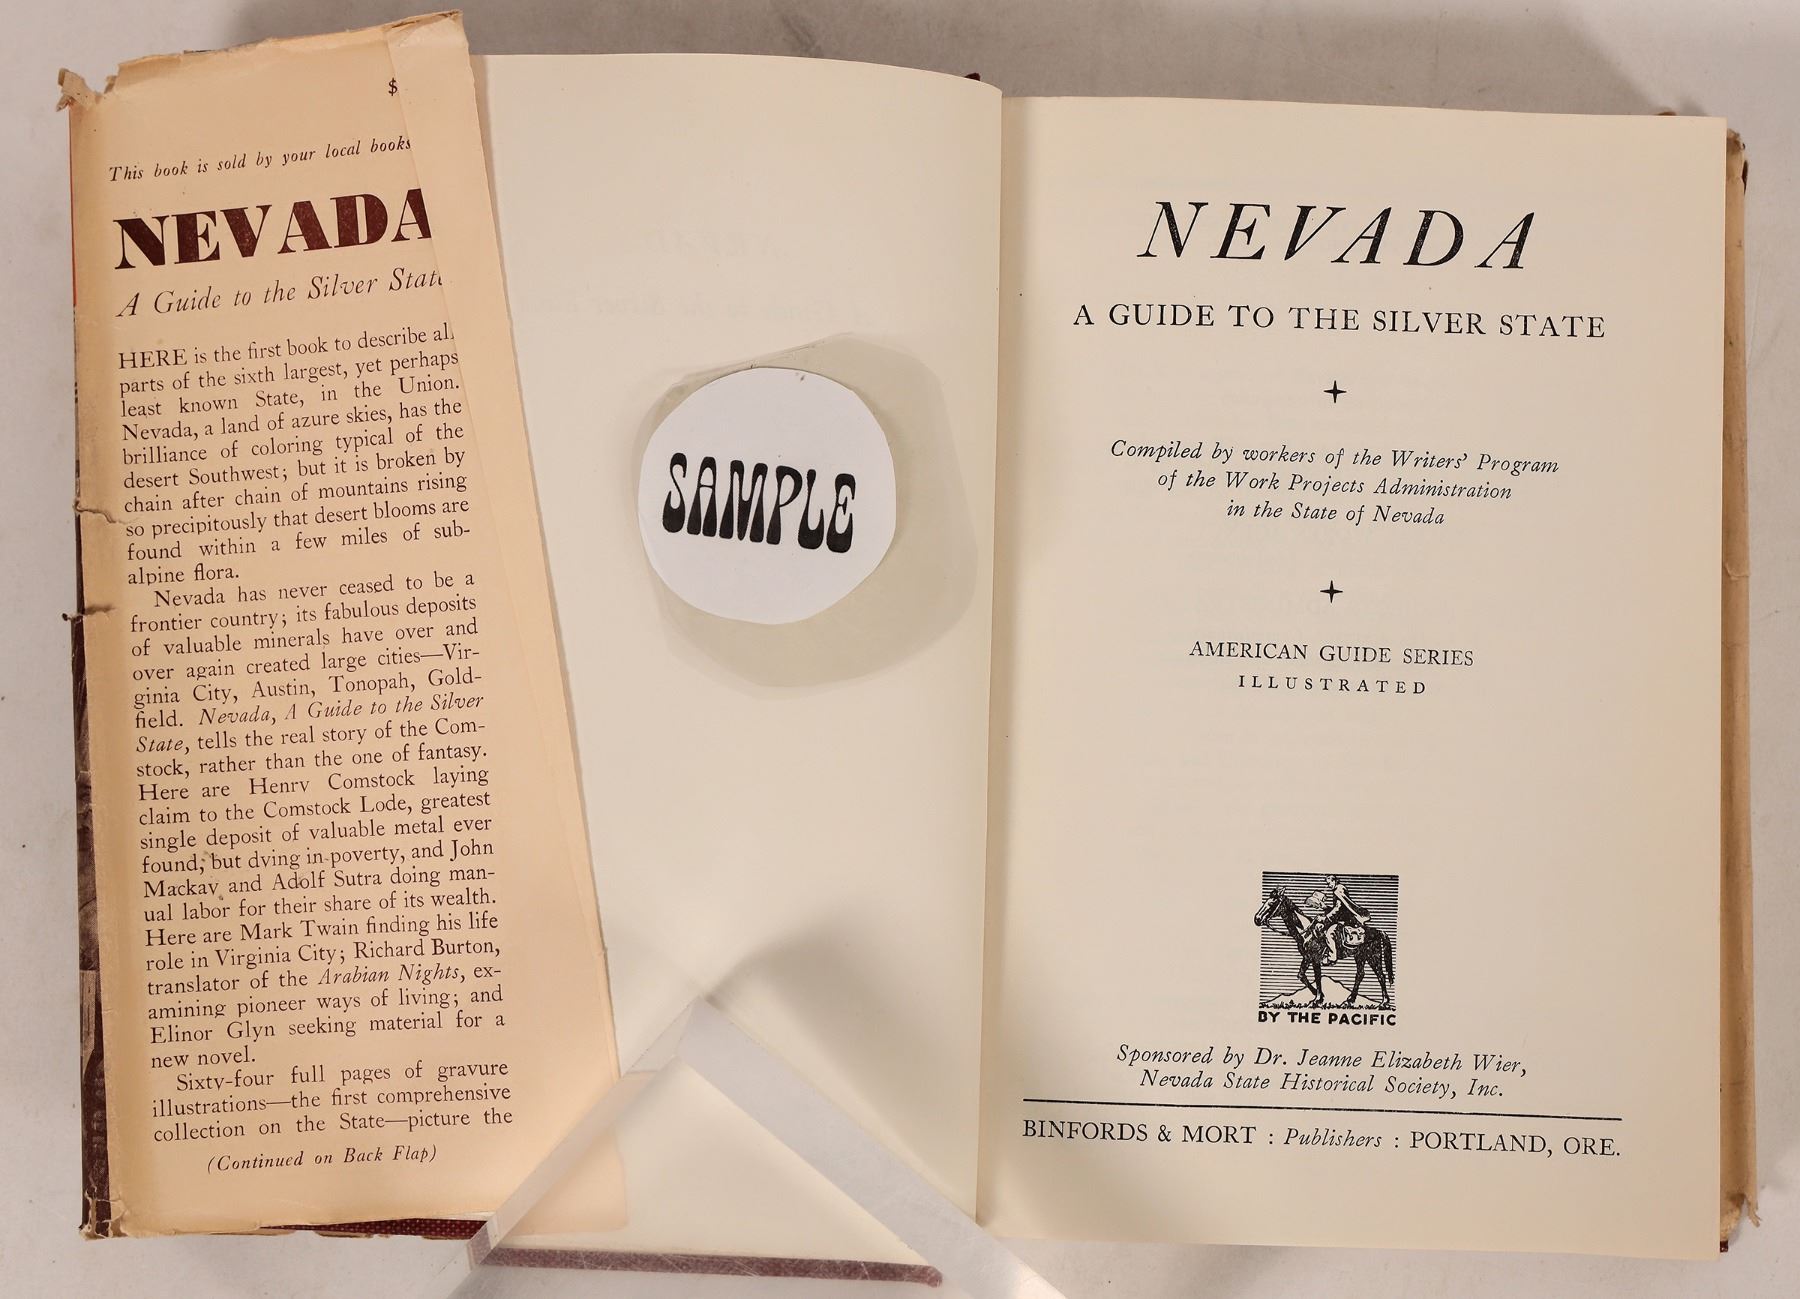 $
This book is sold by your local books
NEVADA
A Guide to the Silver State
HERE is the first book to describe all
parts of the sixth largest, yet perhaps
least known State, in the Union.
Nevada, a land of azure skies, has the
brilliance of coloring typical of the
desert Southwest; but it is broken by
chain after chain of mountains rising
so precipitously that desert blooms are
found within a few miles of sub-
alpine flora.
Nevada has never ceased to be a
frontier country; its fabulous deposits
of valuable minerals have over and
over again created large cities—Vir-
ginia City, Austin, Tonopah, Gold-
field. Nevada, A Guide to the Silver
State, tells the real story of the Com-
stock, rather than the one of fantasy.
Here are Henry Comstock laying
claim to the Comstock Lode, greatest
single deposit of valuable metal ever
found; but dying in poverty, and John
Mackay and Adolf Sutra doing man-
ual labor for their share of its wealth.
Here are Mark Twain finding his life
role in Virginia City; Richard Burton,
translator of the Arabian Nights, ex-
amining pioneer ways of living; and
Elinor Glyn seeking material for a
new novel.
Sixty-four full pages of gravure
illustrations—the first comprehensive
collection on the State—picture the
(Continued on Back Flap)
SAMPLE
NEVADA
A GUIDE TO THE SILVER STATE
Compiled by workers of the Writers' Program
of the Work Projects Administration
in the State of Nevada
AMERICAN GUIDE SERIES
ILLUSTRATED
BY THE PACIFIC
Sponsored by Dr. Jeanne Elizabeth Wier,
Nevada State Historical Society, Inc.
BINFORDS & MORT : Publishers : PORTLAND, ORE.